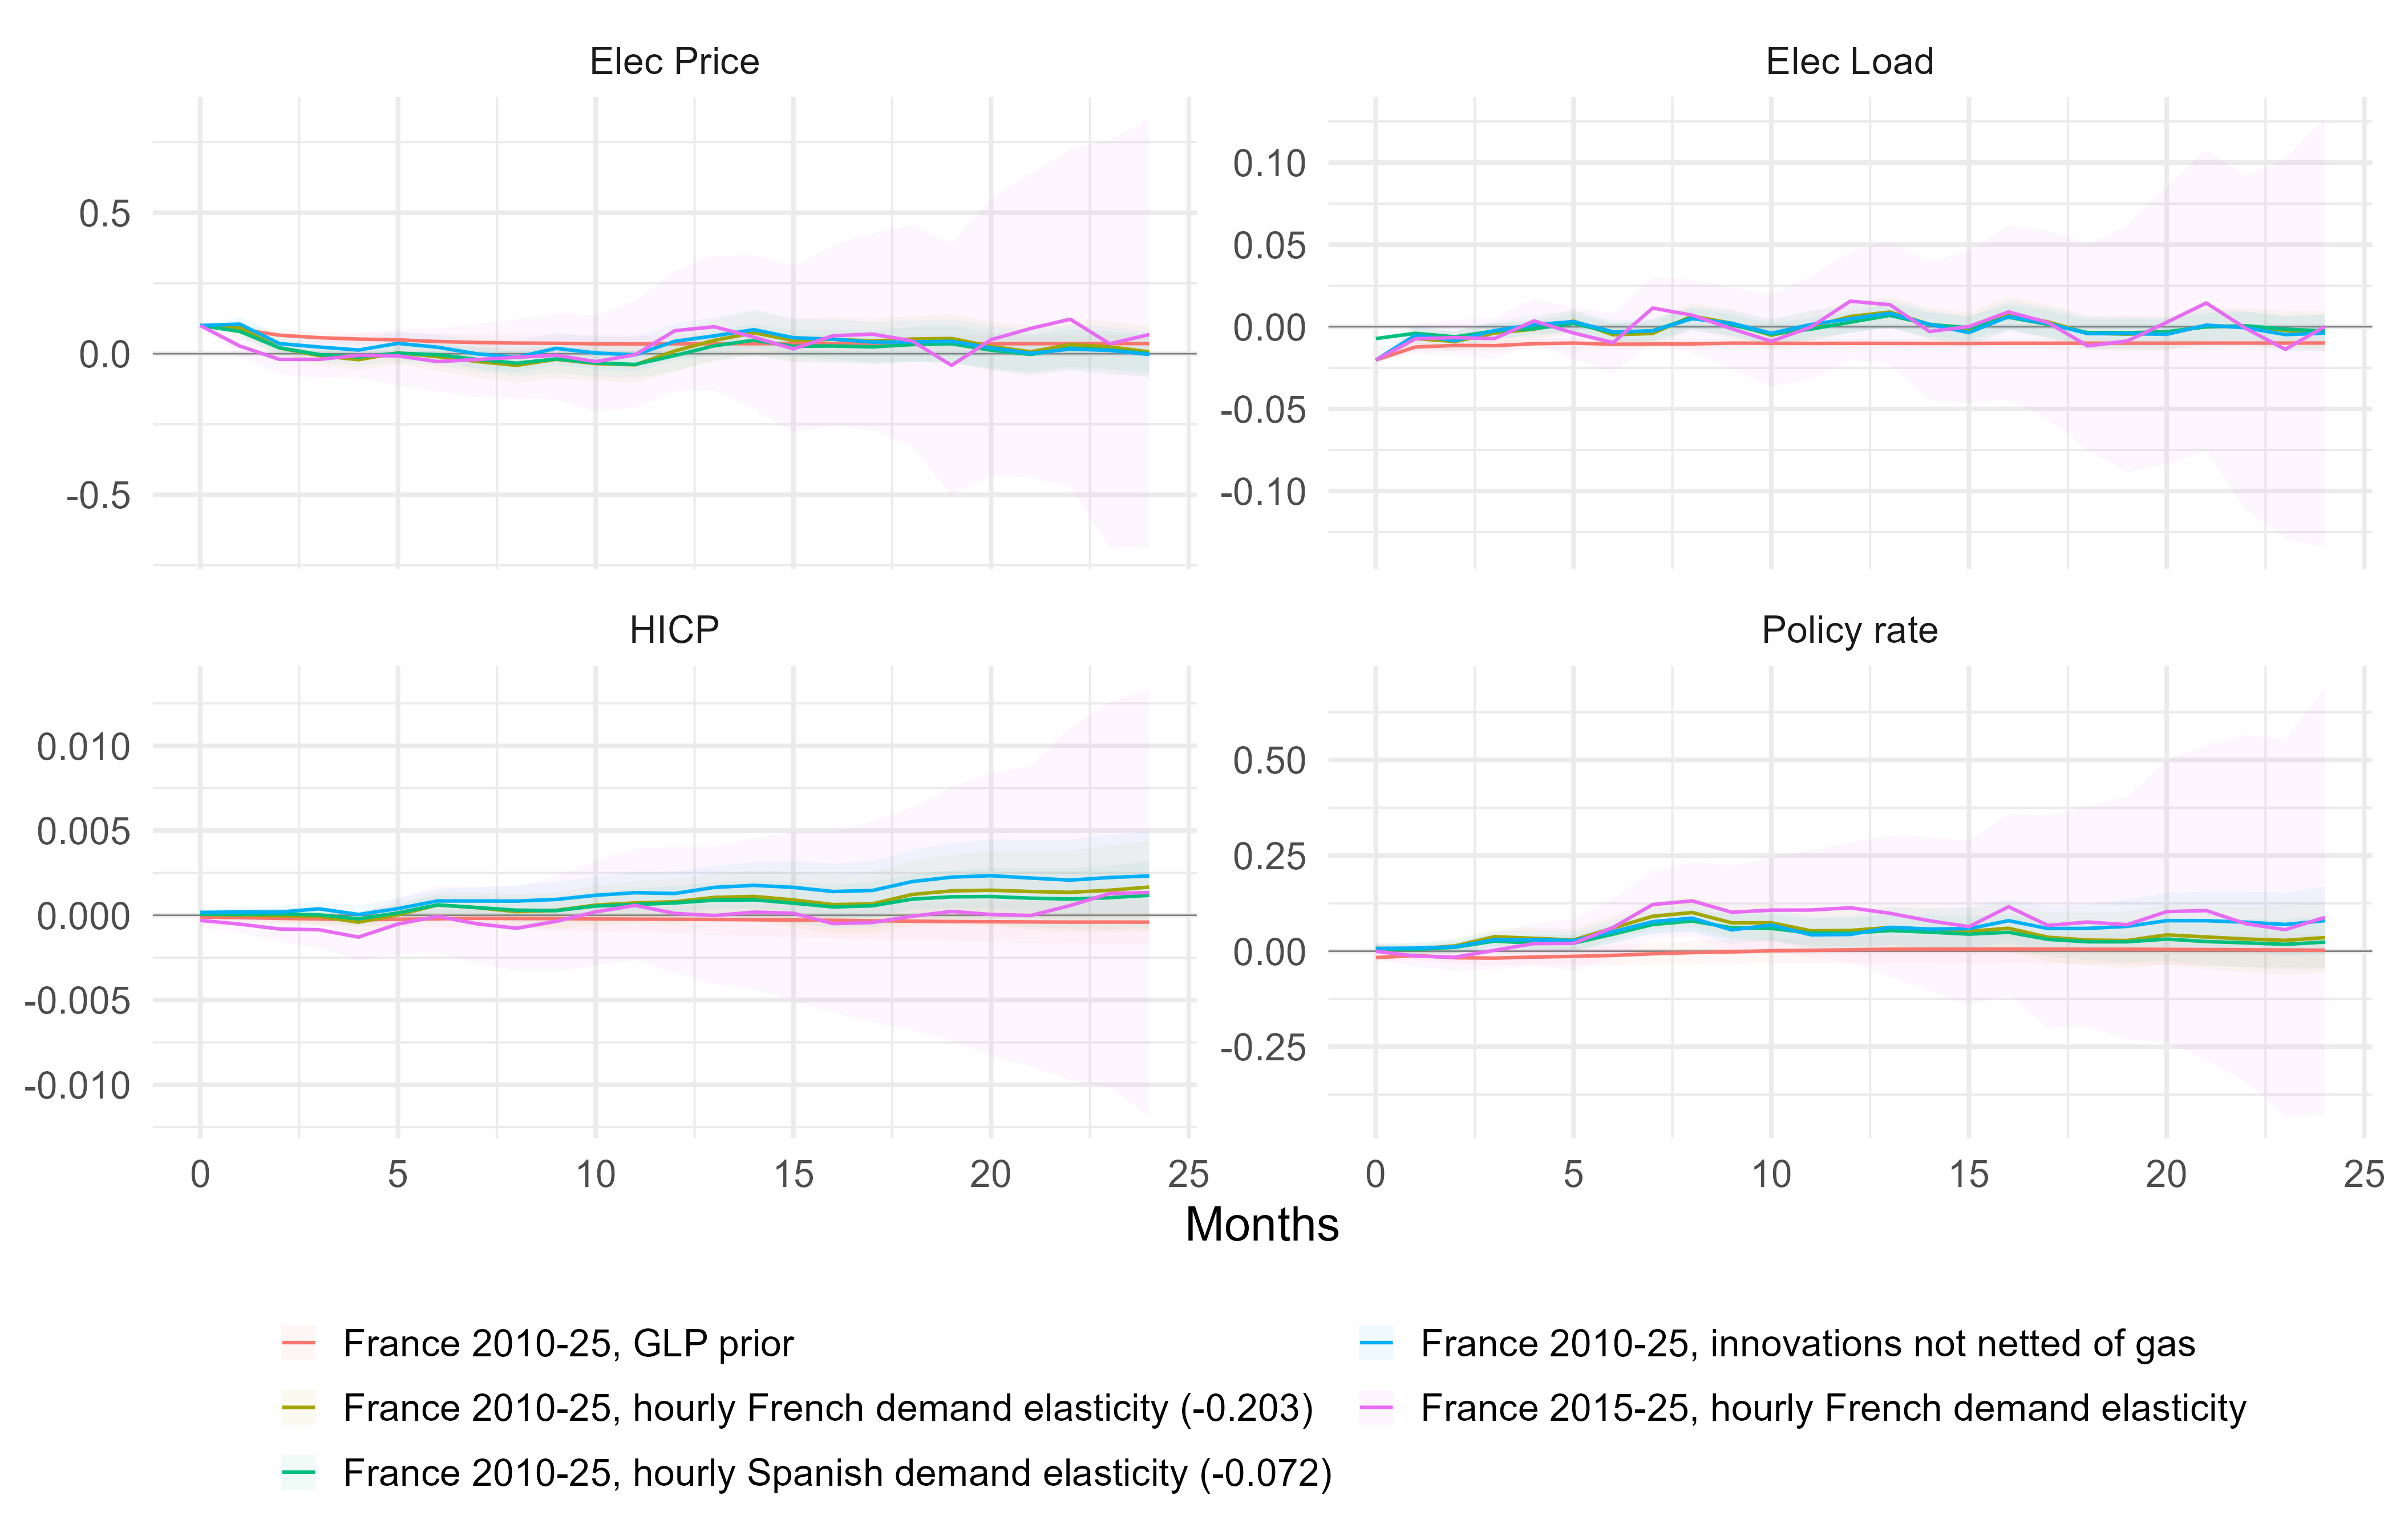 Elec Price
Elec Load
0.5
0.0
-0.5
0.10
0.05
0.00
-0.05
-0.10
HICP
Policy rate
0.010
0.005
0.000
-0.005
-0.010
0.50
0.25
0.00
-0.25
0 5 10 15 20 25
0 5 10 15 20 25
Months
France 2010-25, GLP prior
France 2010-25, hourly French demand elasticity (-0.203)
France 2010-25, hourly Spanish demand elasticity (-0.072)
France 2010-25, innovations not netted of gas
France 2015-25, hourly French demand elasticity